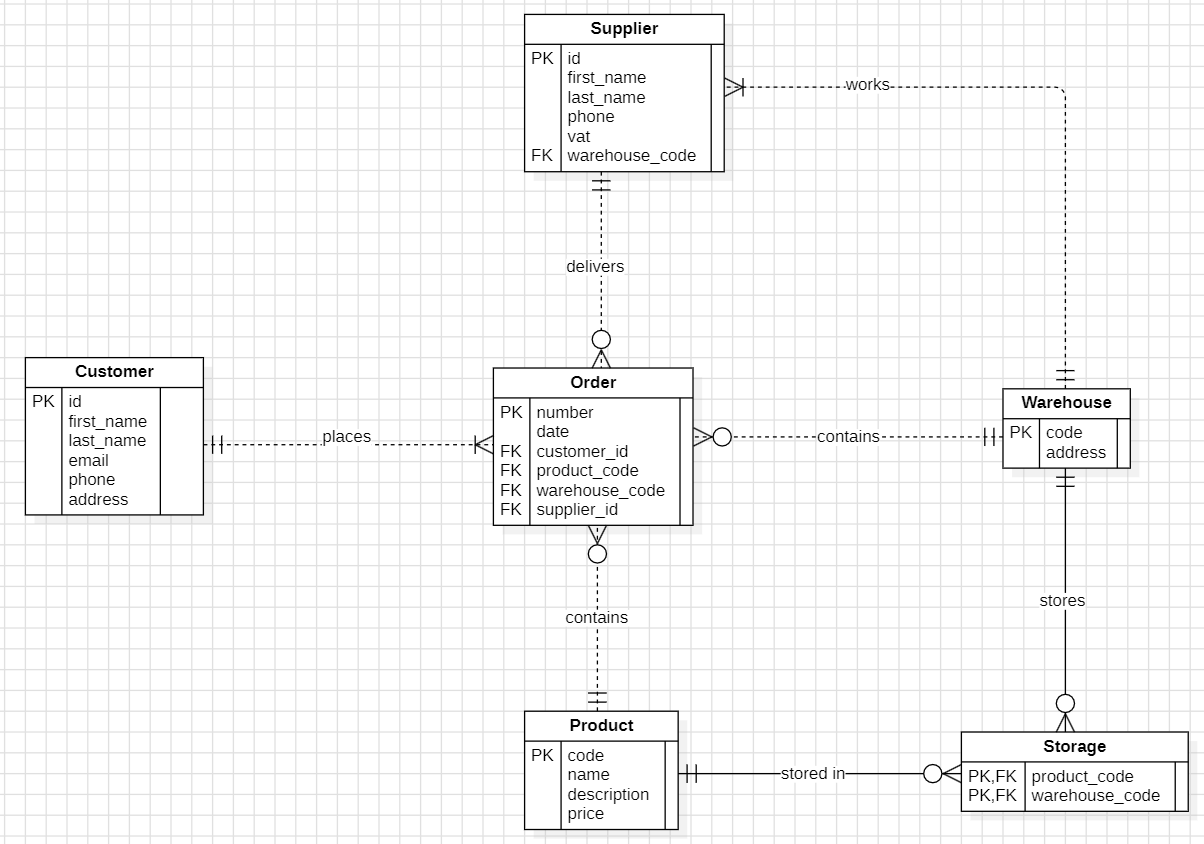 Supplier
PK id
first_name
last_name
phone
vat
FK warehouse_code
works
delivers
Customer
PK id
first_name
last_name
email
phone
address
places
Order
PK number
date
FK customer_id
FK product_code
FK warehouse_code
FK supplier_id
contains
Warehouse
PK code
address
contains
stores
Product
PK code
name
description
price
stored in
Storage
PK,FK product_code
PK,FK warehouse_code